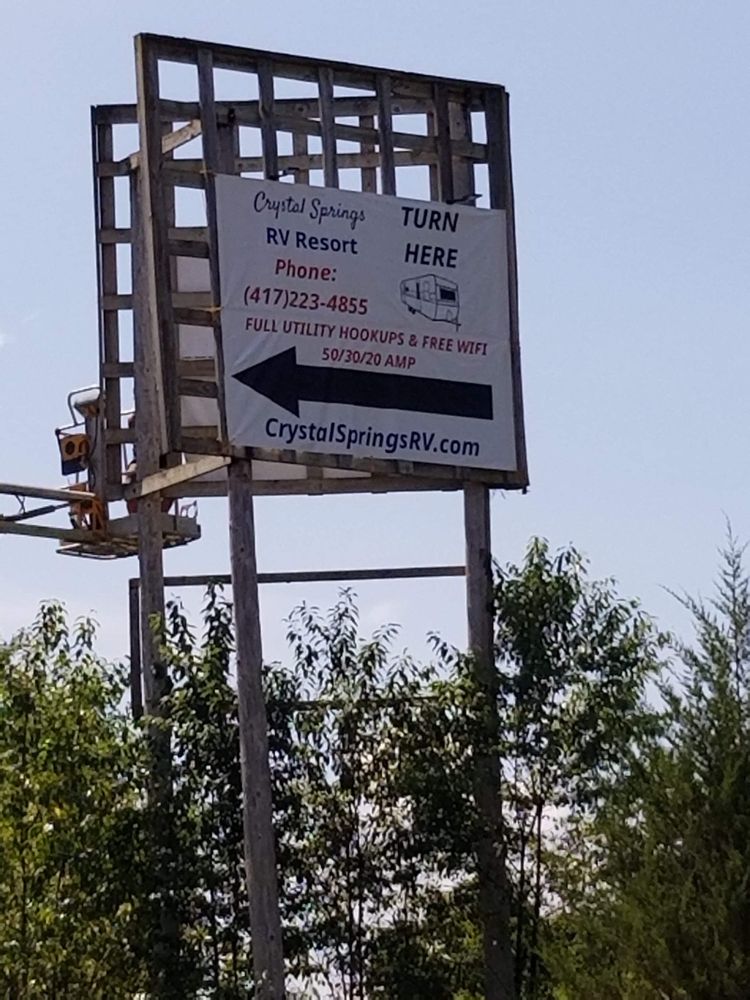 Crystal Springs
RV Resort
Phone:
(417)223-4855
TURN
HERE
FULL UTILITY HOOKUPS & FREE WIFI
50/30/20 AMP
CrystalSpringsRV.com